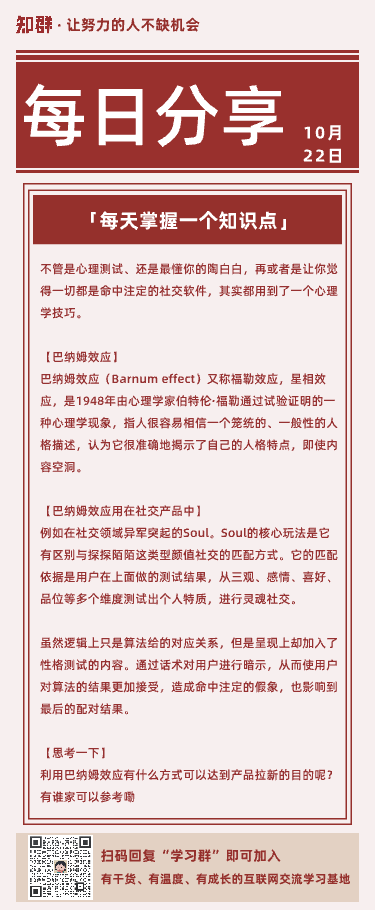 知群 · 让努力的人不缺机会
每日分享
10月
22日
「每天掌握一个知识点」
不管是心理测试、还是最懂你的陶白白，再或者是让你觉
得一切都是命中注定的社交软件，其实都用到了一个心理
学技巧。
【巴纳姆效应】
巴纳姆效应（Barnum effect）又称福勒效应，星相效
应，是1948年由心理学家伯特伦·福勒通过试验证明的一
种心理学现象，指人很容易相信一个笼统的、一般性的人
格描述，认为它很准确地揭示了自己的人格特点，即使内
容空洞。
【巴纳姆效应用在社交产品中】
例如在社交领域异军突起的Soul。Soul的核心玩法是它
有区别与探探陌陌这类型颜值社交的匹配方式。它的匹配
依据是用户在上面做的测试结果，从三观、感情、喜好、
品位等多个维度测试出个人特质，进行灵魂社交。
虽然逻辑上只是算法给的对应关系，但是呈现上却加入了
性格测试的内容。通过话术对用户进行暗示，从而使用户
对算法的结果更加接受，造成命中注定的假象，也影响到
最后的配对结果。
【思考一下】
利用巴纳姆效应有什么方式可以达到产品拉新的目的呢？
有谁家可以参考嘞
扫码回复“学习群”即可加入
有干货、有温度、有成长的互联网交流学习基地